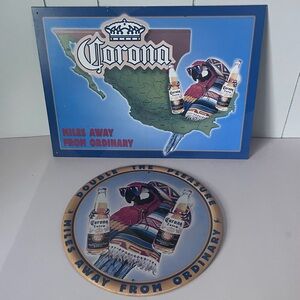 Corona
MILES AWAY
FROM ORDINARY
DOUBLE THE PLEASURE
Corona
Extra
Corona
Extra
MILES AWAY FROM ORDINARY